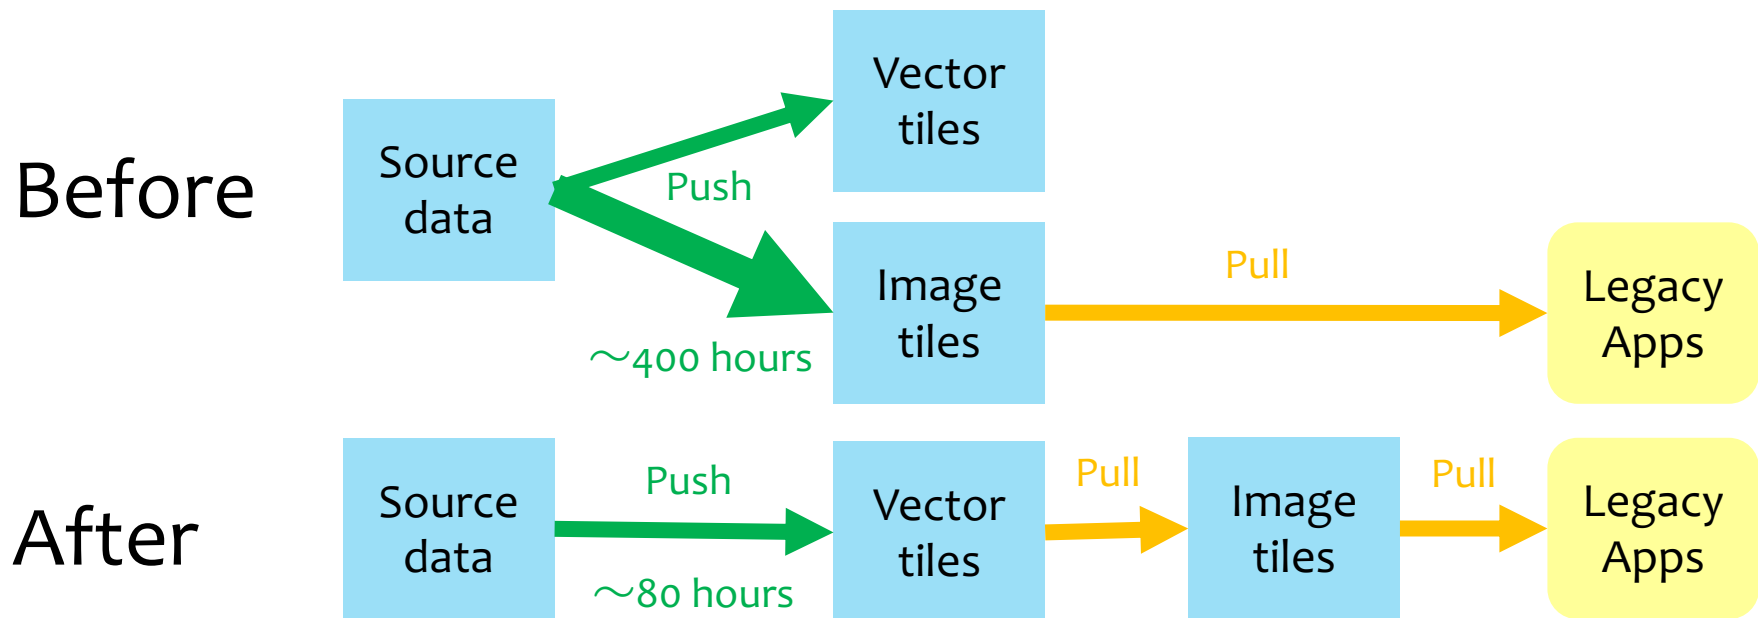 Before
Source
data
Push
～400 hours
Vector
tiles
Image
tiles
Pull
Legacy
Apps
After
Source
data
Push
～80 hours
Vector
tiles
Pull
Image
tiles
Pull
Legacy
Apps